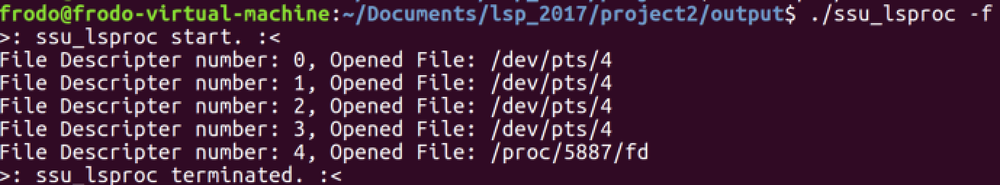 frodo@frodo-virtual-machine:~/Documents/lsp_2017/project2/output$ ./ssu_lsproc -f
>: ssu_lsproc start. :<
File Descripter number: 0, Opened File: /dev/pts/4
File Descripter number: 1, Opened File: /dev/pts/4
File Descripter number: 2, Opened File: /dev/pts/4
File Descripter number: 3, Opened File: /dev/pts/4
File Descripter number: 4, Opened File: /proc/5887/fd
>: ssu_lsproc terminated. :<